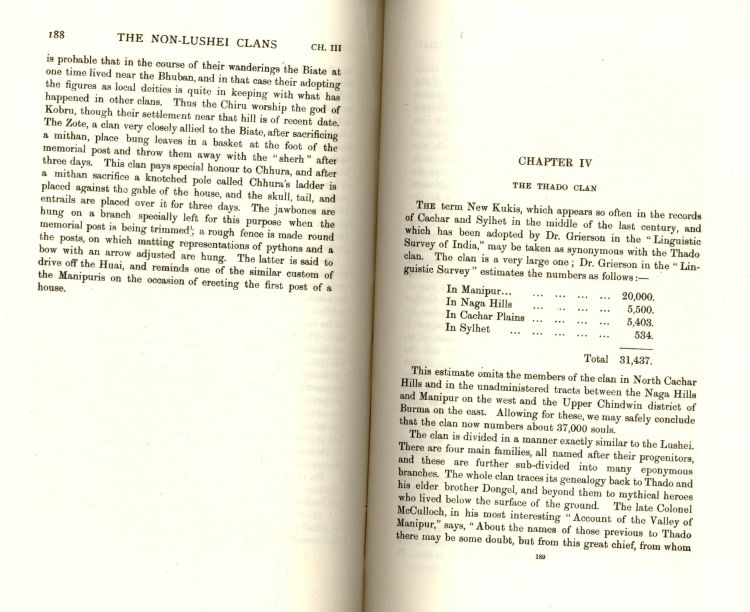 188 THE NON-LUSHEI CLANS CH. III
is probable that in the course of their wanderings the Biate at
one time lived near the Bhuban, and in that case their adopting
the figures as local deities is quite in keeping with what has
happened in other clans. Thus the Chiru worship the god of
Kobru, though their settlement near that hill is of recent date.
The Zote, a clan very closely allied to the Biate, after sacrificing
a mithan, place bung leaves in a basket at the foot of the
memorial post and throw them away with the "sherh" after
three days. This clan pays special honour to Chhura, and after
a mithan sacrifice a knotched pole called Chhura's ladder is
placed against the gable of the house, and the skull, tail, and
entrails are placed over it for three days. The jawbones are
hung on a branch specially left for this purpose when the
memorial post is being trimmed; a rough fence is made round
the posts, on which matting representations of pythons and a
bow with an arrow adjusted are hung. The latter is said to
drive off the Huai, and reminds one of the similar custom of
the Manipuris on the occasion of erecting the first post of a
house.
CHAPTER IV
THE THADO CLAN
THE term New Kukis, which appears so often in the records
of Cachar and Sylhet in the middle of the last century, and
which has been adopted by Dr. Grierson in the "Linguistic
Survey of India," may be taken as synonymous with the Thado
clan. The clan is a very large one; Dr. Grierson in the "Lin-
guistic Survey" estimates the numbers as follows:—
In Manipur... ... ... ... ... 20,000.
In Naga Hills ... ... ... ... 5,500.
In Cachar Plains ... ... ... ... 5,403.
In Sylhet ... ... ... ... 534.
Total 31,437.
This estimate omits the members of the clan in North Cachar
Hills and in the unadministered tracts between the Naga Hills
and Manipur on the west and the Upper Chindwin district of
Burma on the east. Allowing for these, we may safely conclude
that the clan now numbers about 37,000 souls.
The clan is divided in a manner exactly similar to the Lushei.
There are four main families, all named after their progenitors,
and these are further sub-divided into many eponymous
branches. The whole clan traces its genealogy back to Thado and
his elder brother Dongel, and beyond them to mythical heroes
who lived below the surface of the ground. The late Colonel
McCulloch, in his most interesting "Account of the Valley of
Manipur," says, "About the names of those previous to Thado
there may be some doubt, but from this great chief, from whom
189